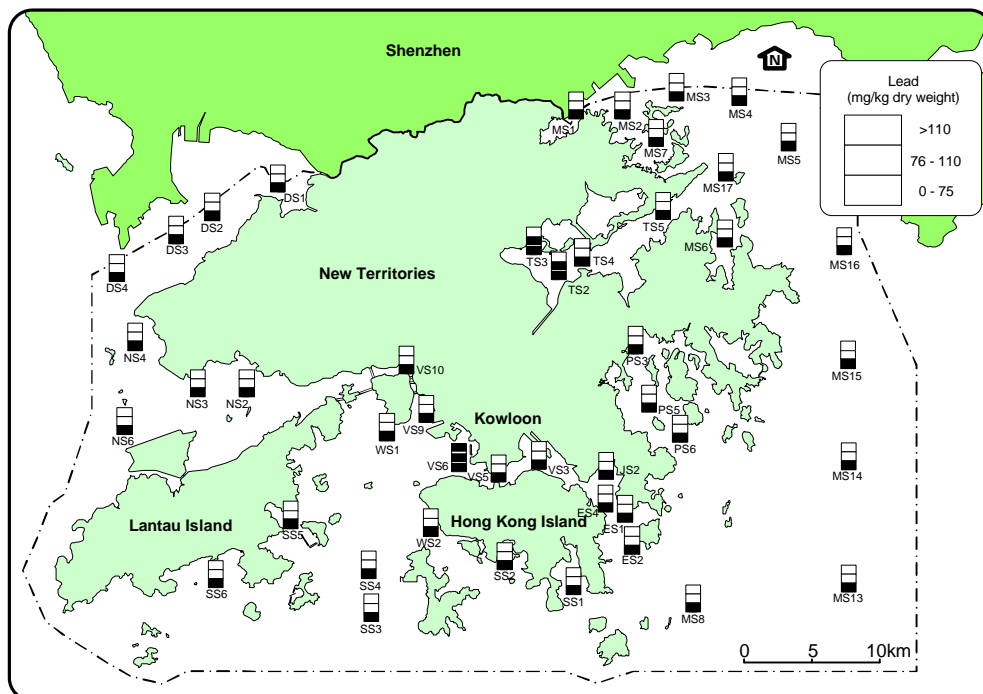 Shenzhen
N
Lead
(mg/kg dry weight)
>110
76 - 110
0 - 75
MS1
MS2
MS3
MS4
MS7
MS5
MS17
DS1
DS2
DS3
DS4
TS5
MS6
MS16
TS3
TS4
TS2
New Territories
NS4
PS3
MS15
VS10
NS3
NS2
NS6
WS1
VS9
Kowloon
PS5
PS6
VS6
VS5
VS3
JS2
MS14
Lantau Island
SS5
WS2
Hong Kong Island
ES4
ES1
ES2
SS6
SS4
SS2
SS1
MS13
SS3
MS8
0 5 10km